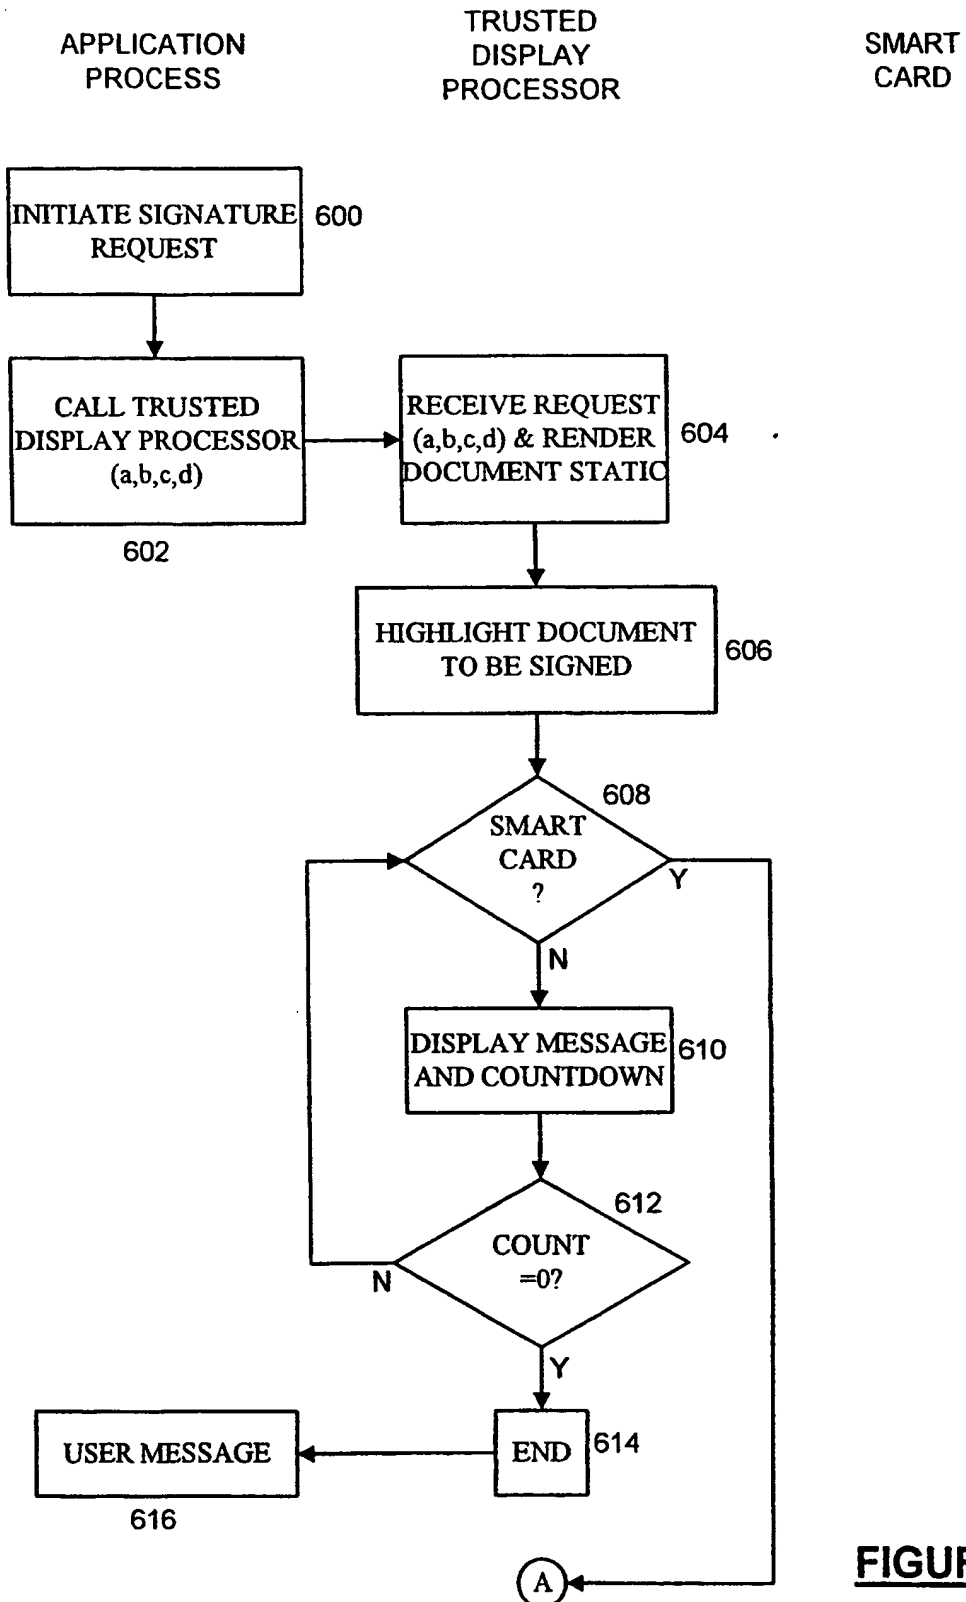 APPLICATION
PROCESS
TRUSTED
DISPLAY
PROCESSOR
SMART
CARD
INITIATE SIGNATURE
REQUEST
600
CALL TRUSTED
DISPLAY PROCESSOR
(a,b,c,d)
602
RECEIVE REQUEST
(a,b,c,d) & RENDER
DOCUMENT STATIC
604
HIGHLIGHT DOCUMENT
TO BE SIGNED
606
608
SMART
CARD
?
Y
N
DISPLAY MESSAGE
AND COUNTDOWN
610
612
COUNT
=0?
N
Y
END
614
USER MESSAGE
616
A
FIGUR